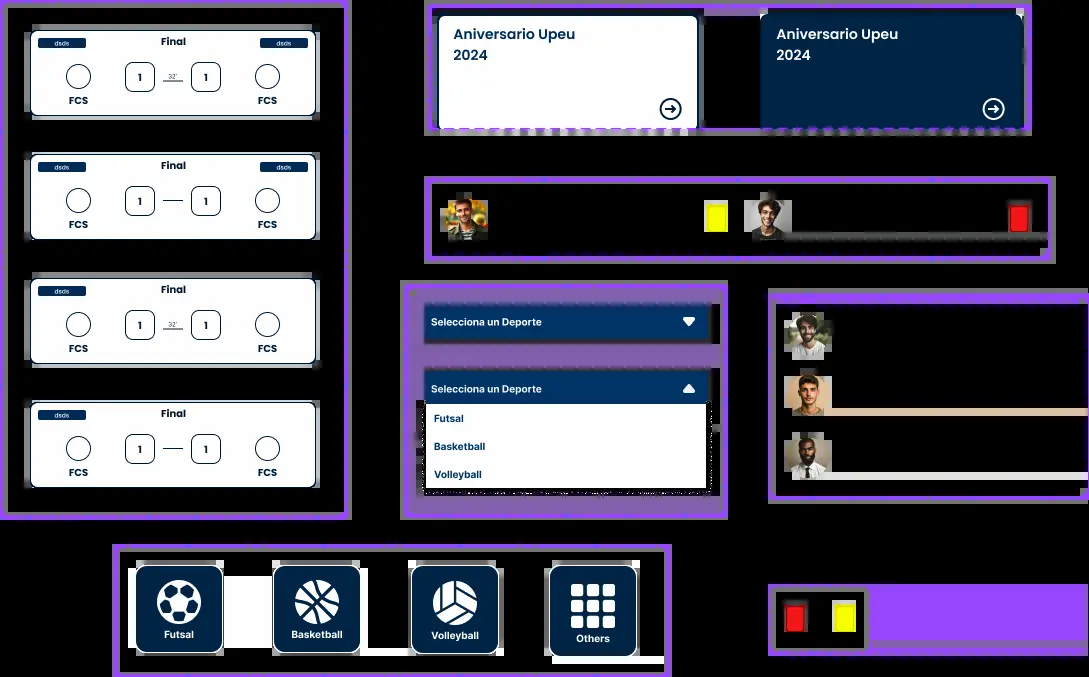 dsds
Final
dsds
1
32'
1
FCS
FCS
dsds
Final
dsds
1
1
FCS
FCS
dsds
Final
1
32'
1
FCS
FCS
dsds
Final
1
1
FCS
FCS
Aniversario Upeu
2024
Aniversario Upeu
2024
Selecciona un Deporte
Selecciona un Deporte
Futsal
Basketball
Volleyball
Futsal
Basketball
Volleyball
Others